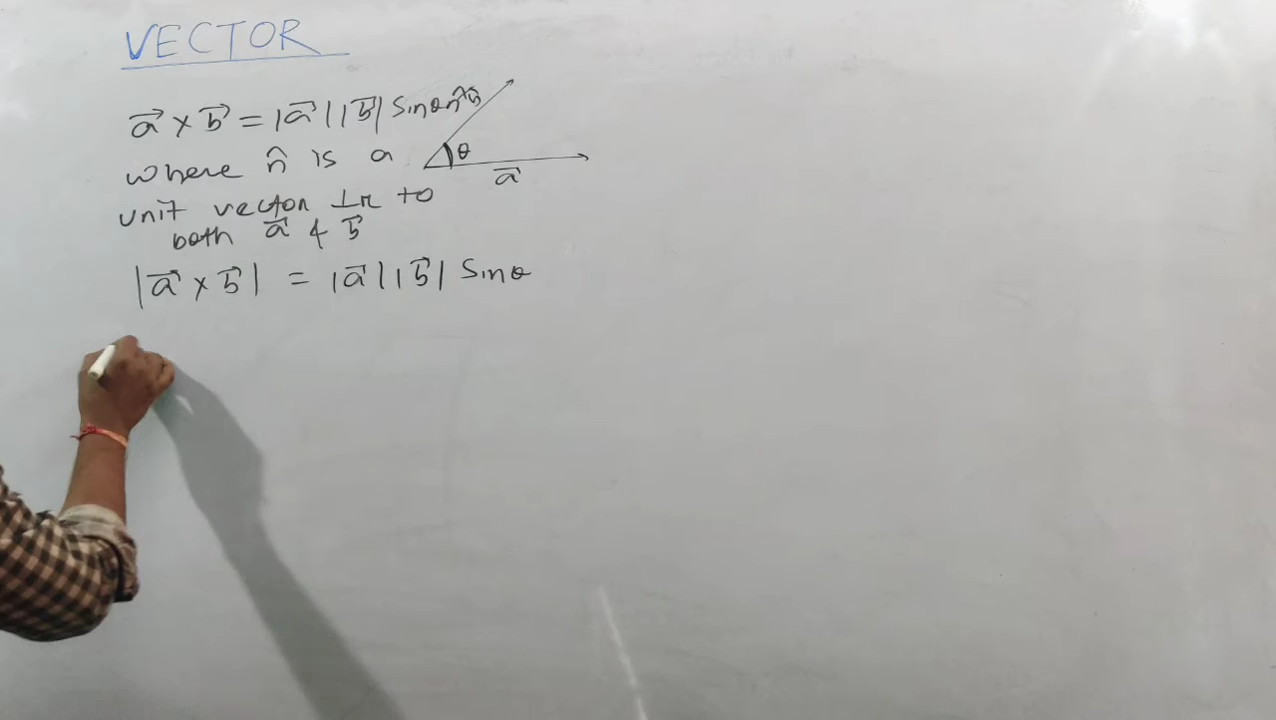 VECTOR
a⃗ × b⃗ = |a⃗||b⃗| sinθ n̂
b⃗
where n̂ is a
θ
a⃗
unit vector ⊥r to
both a⃗ & b⃗
|a⃗ × b⃗| = |a⃗||b⃗| sinθ